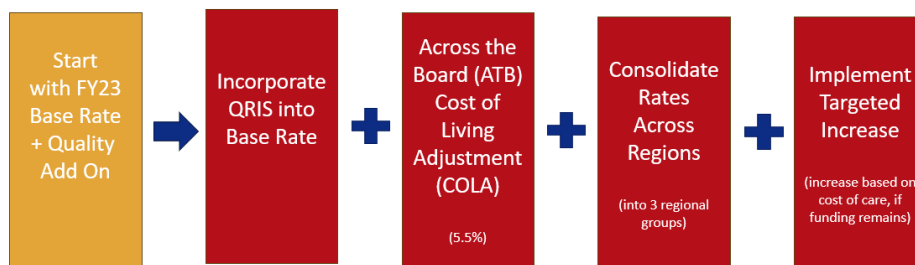 Start
with FY23
Base Rate
+ Quality
Add On
Incorporate
QRIS into
Base Rate
Across the
Board (ATB)
Cost of
Living
Adjustment
(COLA)
(5.5%)
Consolidate
Rates
Across
Regions
(into 3 regional
groups)
Implement
Targeted
Increase
(increase based on
cost of care, if
funding remains)